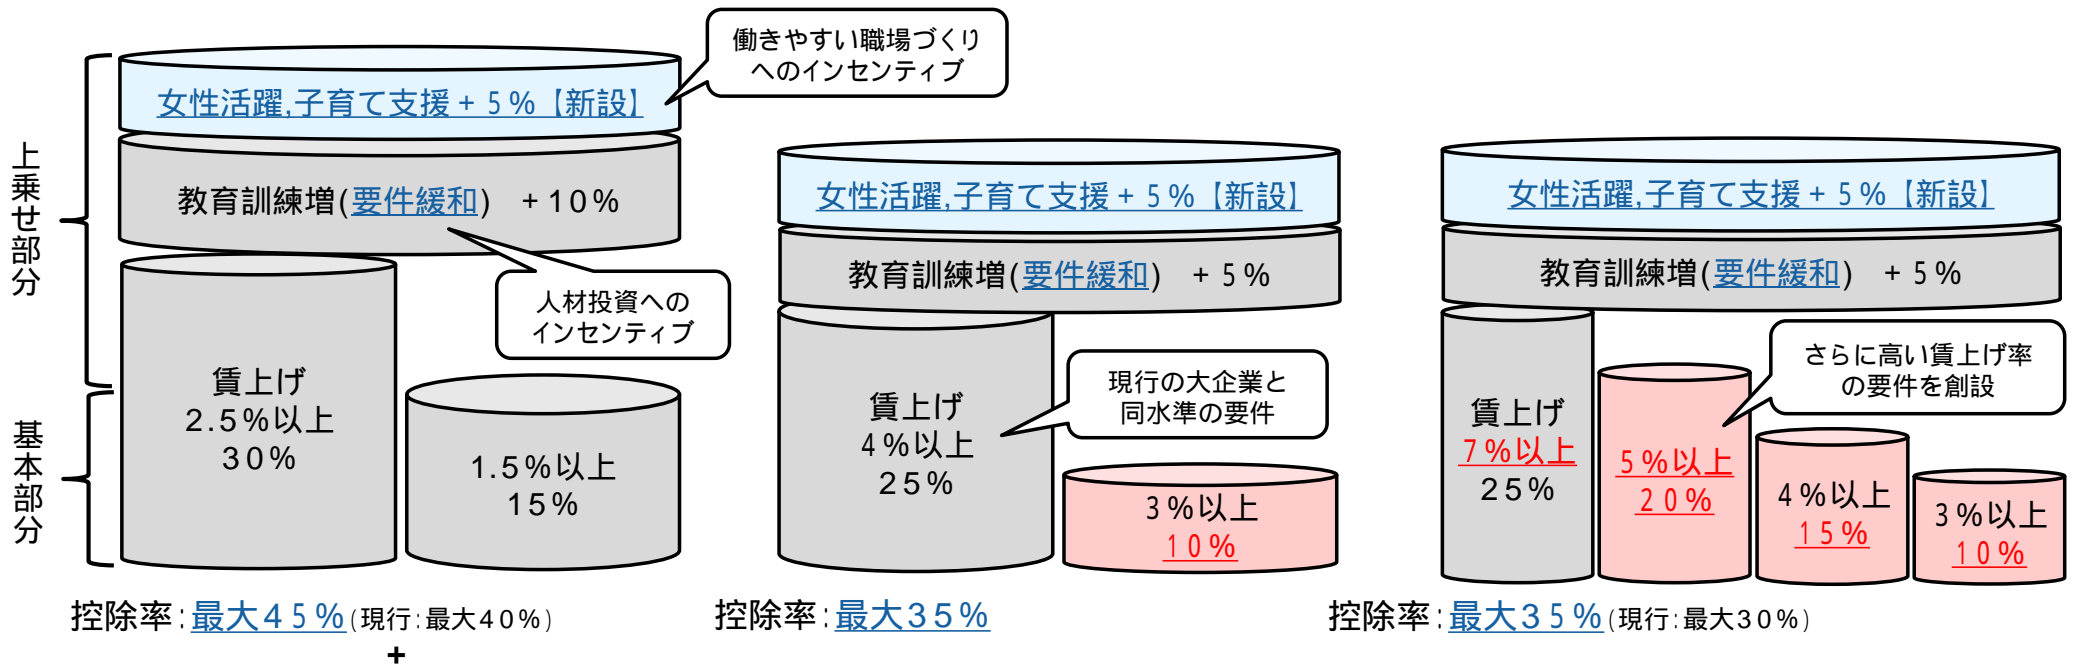 上乗せ部分
基本部分
働きやすい職場づくり
へのインセンティブ
女性活躍,子育て支援+5%【新設】
教育訓練増(要件緩和) +10%
人材投資への
インセンティブ
賃上げ
2.5%以上
30%
1.5%以上
15%
控除率:最大45%(現行:最大40%)
+
女性活躍,子育て支援+5%【新設】
教育訓練増(要件緩和) +5%
賃上げ
4%以上
25%
現行の大企業と
同水準の要件
3%以上
10%
控除率:最大35%
女性活躍,子育て支援+5%【新設】
教育訓練増(要件緩和) +5%
さらに高い賃上げ率
の要件を創設
賃上げ
7%以上
25%
5%以上
20%
4%以上
15%
3%以上
10%
控除率:最大35%(現行:最大30%)